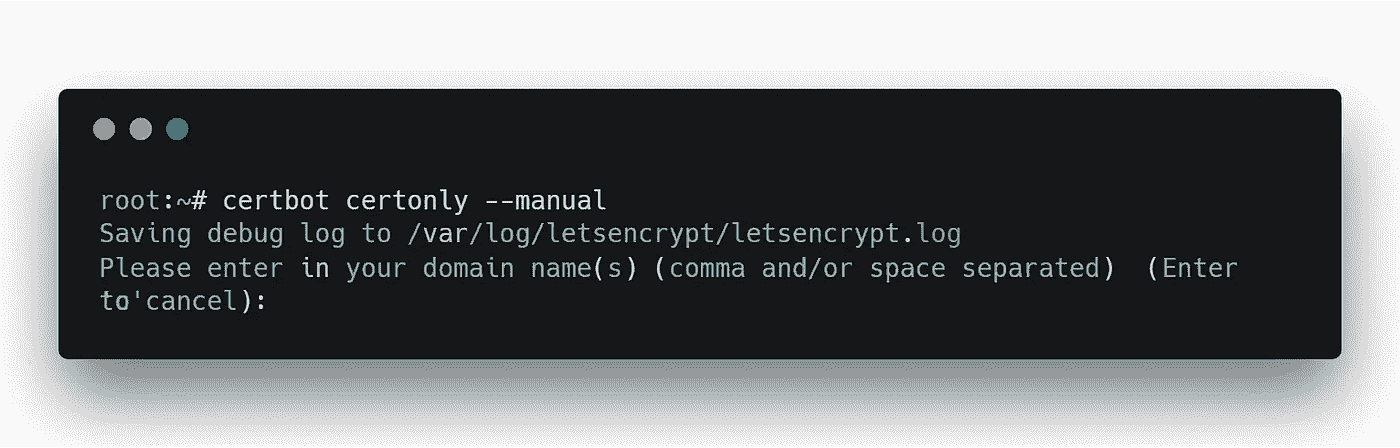 root:~# certbot certonly --manual
Saving debug log to /var/log/letsencrypt/letsencrypt.log
Please enter in your domain name(s) (comma and/or space separated)  (Enter
to'cancel):